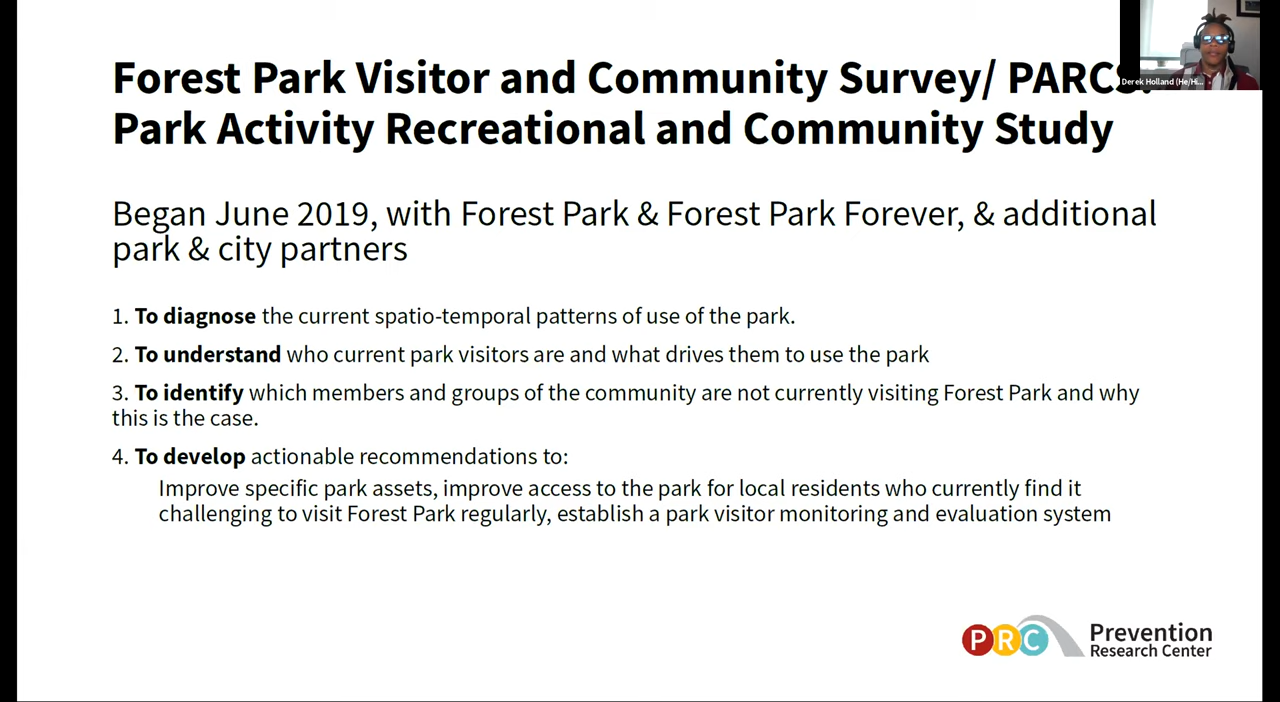 Forest Park Visitor and Community Survey/ PARCS:
Park Activity Recreational and Community Study
Derek Holland (He/Hi...
Began June 2019, with Forest Park & Forest Park Forever, & additional
park & city partners
1. To diagnose the current spatio-temporal patterns of use of the park.
2. To understand who current park visitors are and what drives them to use the park
3. To identify which members and groups of the community are not currently visiting Forest Park and why
this is the case.
4. To develop actionable recommendations to:
Improve specific park assets, improve access to the park for local residents who currently find it
challenging to visit Forest Park regularly, establish a park visitor monitoring and evaluation system
PRC
Prevention
Research Center